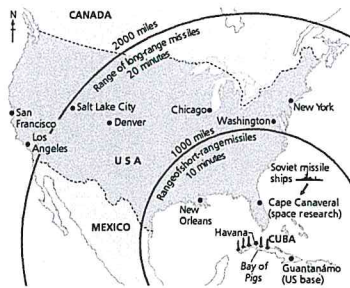 N
CANADA
2000 miles
Range of long-range missiles
20 minutes
San
Francisco
Salt Lake City
Denver
Chicago
New York
Washington
Los
Angeles
USA
1000 miles
Range of short-range missiles
10 minutes
Soviet missile
ships
MEXICO
New
Orleans
Cape Canaveral
(space research)
Havana
CUBA
Bay of
Pigs
Guantanámo
(US base)